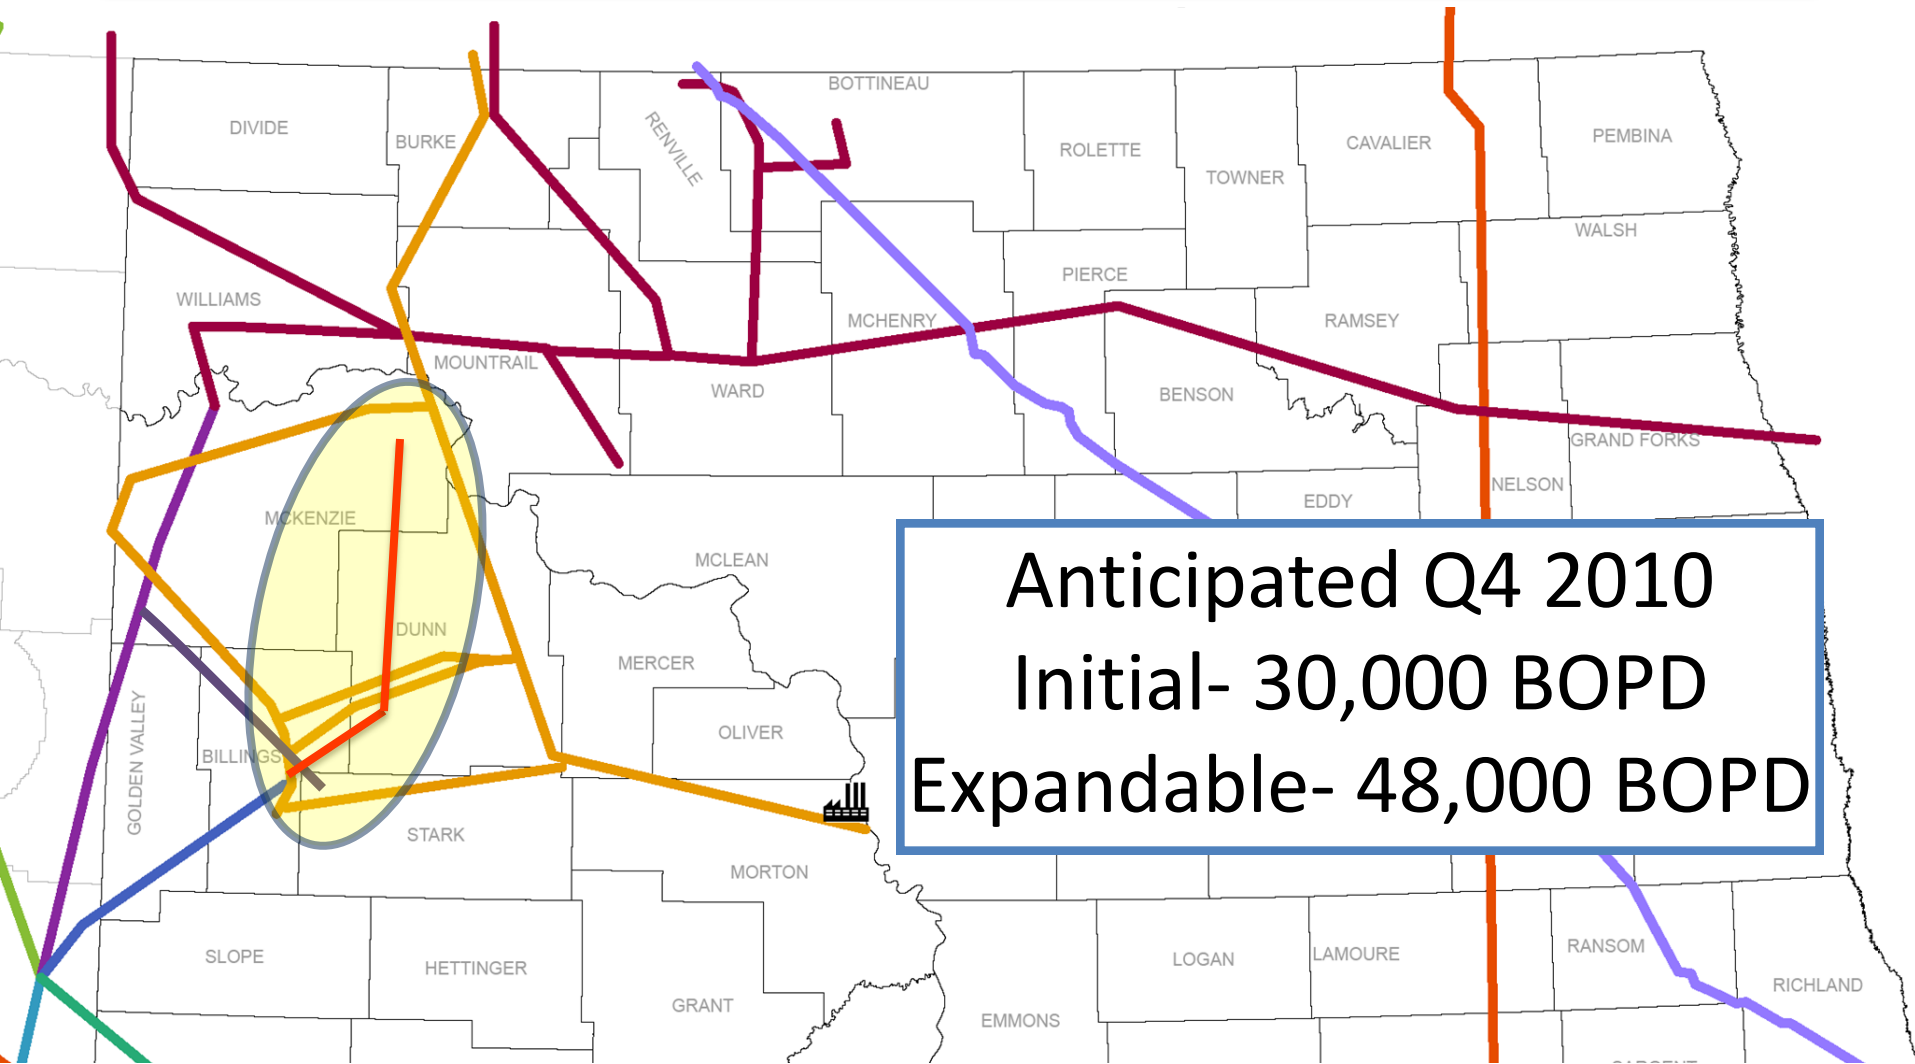 BOTTINEAU
DIVIDE
BURKE
RENVILLE
ROLETTE
TOWNER
CAVALIER
PEMBINA
WALSH
WILLIAMS
PIERCE
MCHENRY
RAMSEY
MOUNTRAIL
WARD
BENSON
GRAND FORKS
NELSON
EDDY
MCKENZIE
MCLEAN
DUNN
MERCER
GOLDEN VALLEY
BILLINGS
OLIVER
STARK
MORTON
Anticipated Q4 2010
Initial- 30,000 BOPD
Expandable- 48,000 BOPD
SLOPE
HETTINGER
GRANT
EMMONS
LOGAN
LAMOURE
RANSOM
RICHLAND